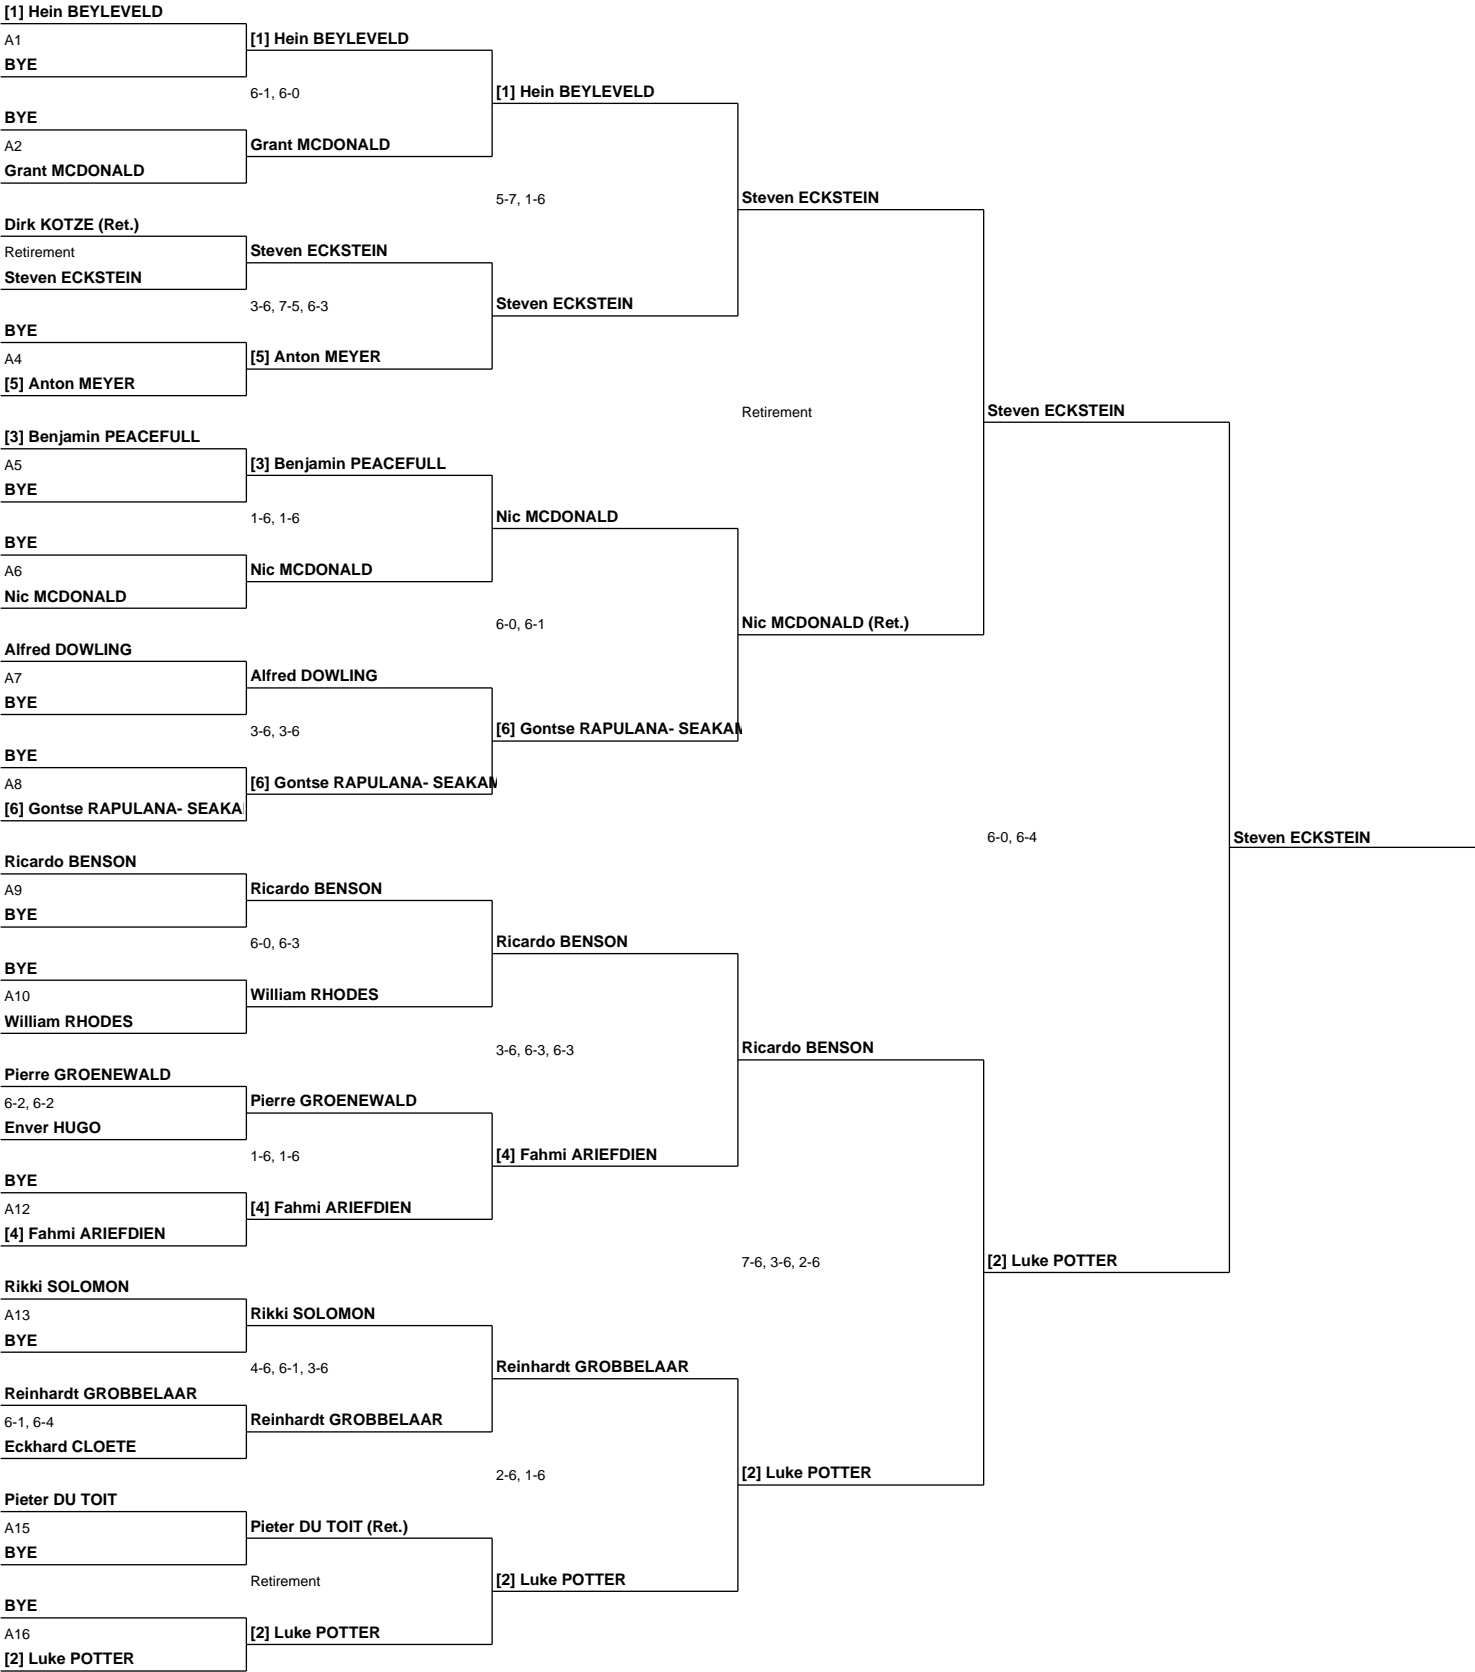 [1] Hein BEYLEVELD
A1
[1] Hein BEYLEVELD
BYE
6-1, 6-0
[1] Hein BEYLEVELD
BYE
A2
Grant MCDONALD
Grant MCDONALD
5-7, 1-6
Steven ECKSTEIN
Dirk KOTZE (Ret.)
Retirement
Steven ECKSTEIN
Steven ECKSTEIN
3-6, 7-5, 6-3
Steven ECKSTEIN
BYE
A4
[5] Anton MEYER
[5] Anton MEYER
Retirement
Steven ECKSTEIN
[3] Benjamin PEACEFULL
A5
[3] Benjamin PEACEFULL
BYE
1-6, 1-6
Nic MCDONALD
BYE
A6
Nic MCDONALD
Nic MCDONALD
6-0, 6-1
Nic MCDONALD (Ret.)
Alfred DOWLING
A7
Alfred DOWLING
BYE
3-6, 3-6
[6] Gontse RAPULANA- SEAKAM
BYE
A8
[6] Gontse RAPULANA- SEAKAM
[6] Gontse RAPULANA- SEAKA
6-0, 6-4
Steven ECKSTEIN
Ricardo BENSON
A9
Ricardo BENSON
BYE
6-0, 6-3
Ricardo BENSON
BYE
A10
William RHODES
William RHODES
3-6, 6-3, 6-3
Ricardo BENSON
Pierre GROENEWALD
6-2, 6-2
Pierre GROENEWALD
Enver HUGO
1-6, 1-6
[4] Fahmi ARIEFDIEN
BYE
A12
[4] Fahmi ARIEFDIEN
[4] Fahmi ARIEFDIEN
7-6, 3-6, 2-6
[2] Luke POTTER
Rikki SOLOMON
A13
Rikki SOLOMON
BYE
4-6, 6-1, 3-6
Reinhardt GROBBELAAR
Reinhardt GROBBELAAR
6-1, 6-4
Reinhardt GROBBELAAR
Eckhard CLOETE
2-6, 1-6
[2] Luke POTTER
Pieter DU TOIT
A15
Pieter DU TOIT (Ret.)
BYE
Retirement
[2] Luke POTTER
BYE
A16
[2] Luke POTTER
[2] Luke POTTER